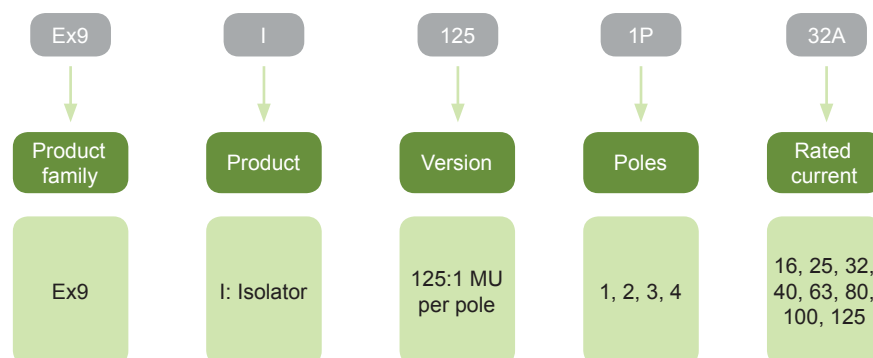 Ex9
I
125
1P
32A
Product
family
Product
Version
Poles
Rated
current
Ex9
I: Isolator
125:1 MU
per pole
1, 2, 3, 4
16, 25, 32,
40, 63, 80,
100, 125